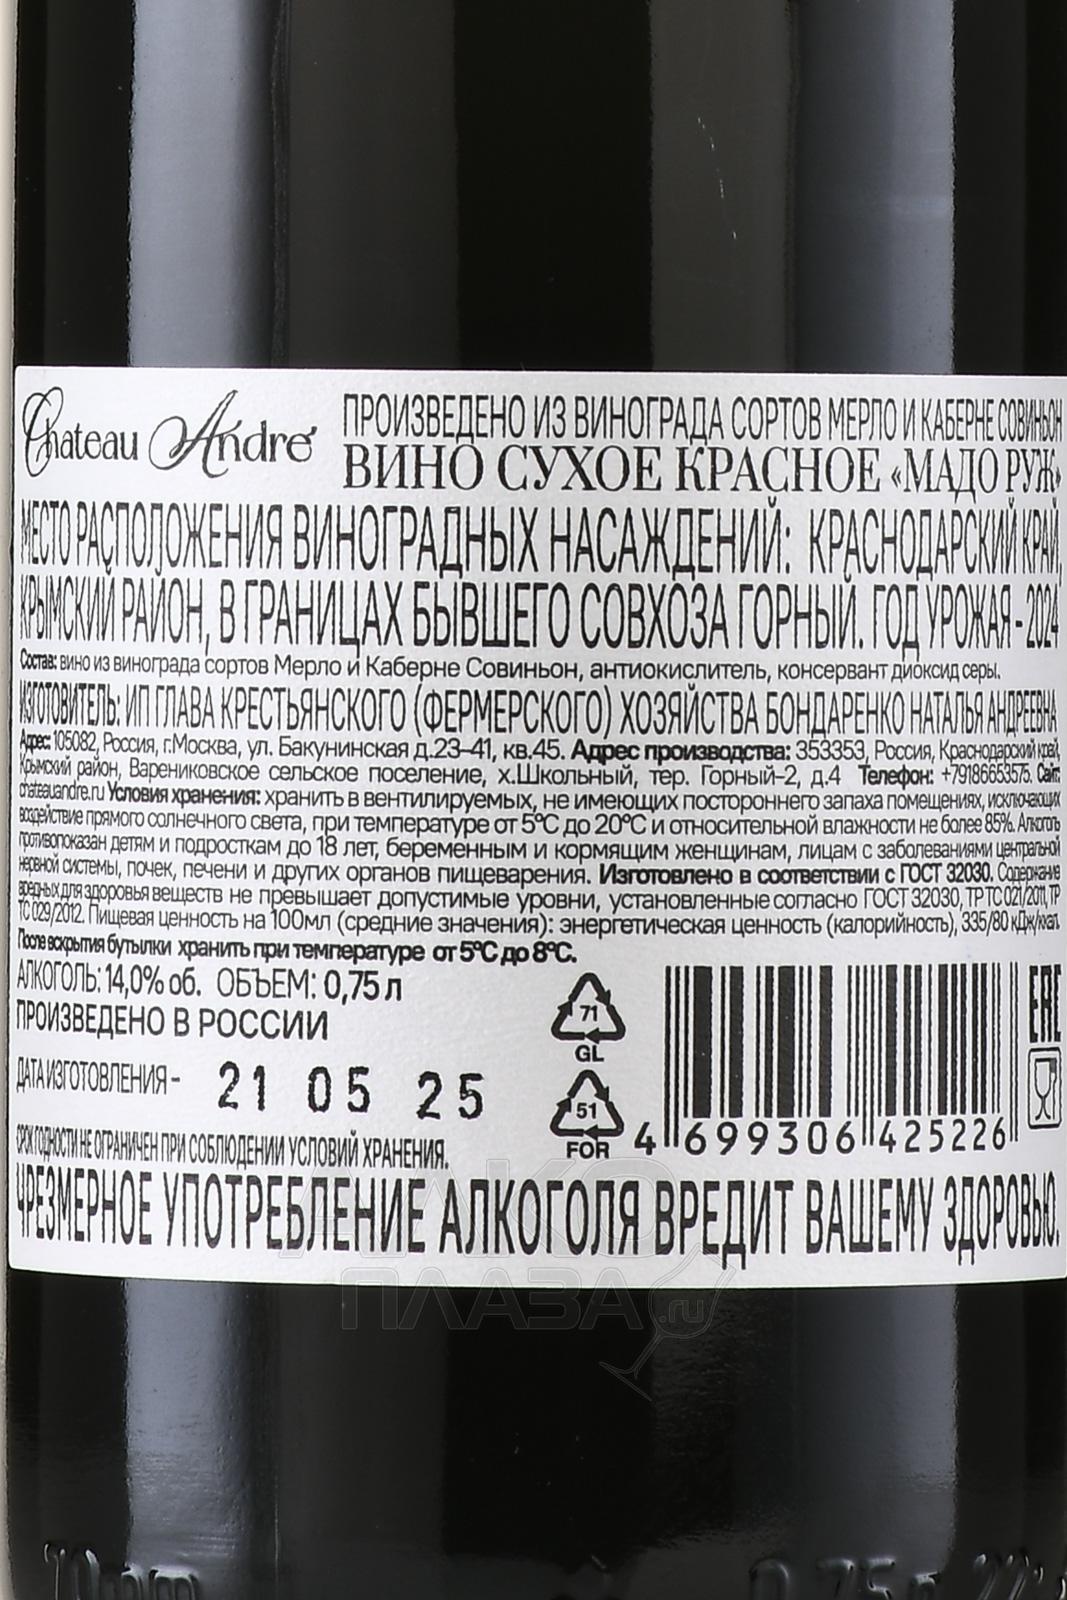 Chateau André
ПРОИЗВЕДЕНО ИЗ ВИНОГРАДА СОРТОВ МЕРЛО И КАБЕРНЕ СОВИНЬОН
ВИНО СУХОЕ КРАСНОЕ «МАДО РУЖ»
МЕСТО РАСПОЛОЖЕНИЯ ВИНОГРАДНЫХ НАСАЖДЕНИЙ: КРАСНОДАРСКИЙ КРАЙ,
КРЫМСКИЙ РАЙОН, В ГРАНИЦАХ БЫВШЕГО СОВХОЗА ГОРНЫЙ. ГОД УРОЖАЯ - 2024
Состав: вино из винограда сортов Мерло и Каберне Совиньон, антиокислитель, консервант диоксид серы.
ИЗГОТОВИТЕЛЬ: ИП ГЛАВА КРЕСТЬЯНСКОГО (ФЕРМЕРСКОГО) ХОЗЯЙСТВА БОНДАРЕНКО НАТАЛЬЯ АНДРЕЕВНА
Адрес: 105082, Россия, г.Москва, ул. Бакунинская д.23-41, кв.45. Адрес производства: 353353, Россия, Краснодарский край,
Крымский район, Варениковское сельское поселение, х.Школьный, тер. Горный-2, д.4 Телефон: +79186653575. Сайт:
chateauandre.ru Условия хранения: хранить в вентилируемых, не имеющих постороннего запаха помещениях, исключающих
воздействие прямого солнечного света, при температуре от 5°С до 20°С и относительной влажности не более 85%. Алкоголь
противопоказан детям и подросткам до 18 лет, беременным и кормящим женщинам, лицам с заболеваниями центральной
нервной системы, почек, печени и других органов пищеварения. Изготовлено в соответствии с ГОСТ 32030. Содержание
вредных для здоровья веществ не превышает допустимые уровни, установленные согласно ГОСТ 32030, ТР ТС 021/2011, ТР
ТС 029/2012. Пищевая ценность на 100мл (средние значения): энергетическая ценность (калорийность), 335/80 кДж/ккал.
После вскрытия бутылки хранить при температуре от 5°С до 8°С.
АЛКОГОЛЬ: 14,0% об. ОБЪЕМ: 0,75 л
ПРОИЗВЕДЕНО В РОССИИ
ДАТА ИЗГОТОВЛЕНИЯ - 21 05 25
71
GL
51
FOR
4 699306 425226
EAC
СРОК ГОДНОСТИ НЕ ОГРАНИЧЕН ПРИ СОБЛЮДЕНИИ УСЛОВИЙ ХРАНЕНИЯ.
ЧРЕЗМЕРНОЕ УПОТРЕБЛЕНИЕ АЛКОГОЛЯ ВРЕДИТ ВАШЕМУ ЗДОРОВЬЮ.
АЛКО
ПЛАЗА.ru
70mm 0,75л